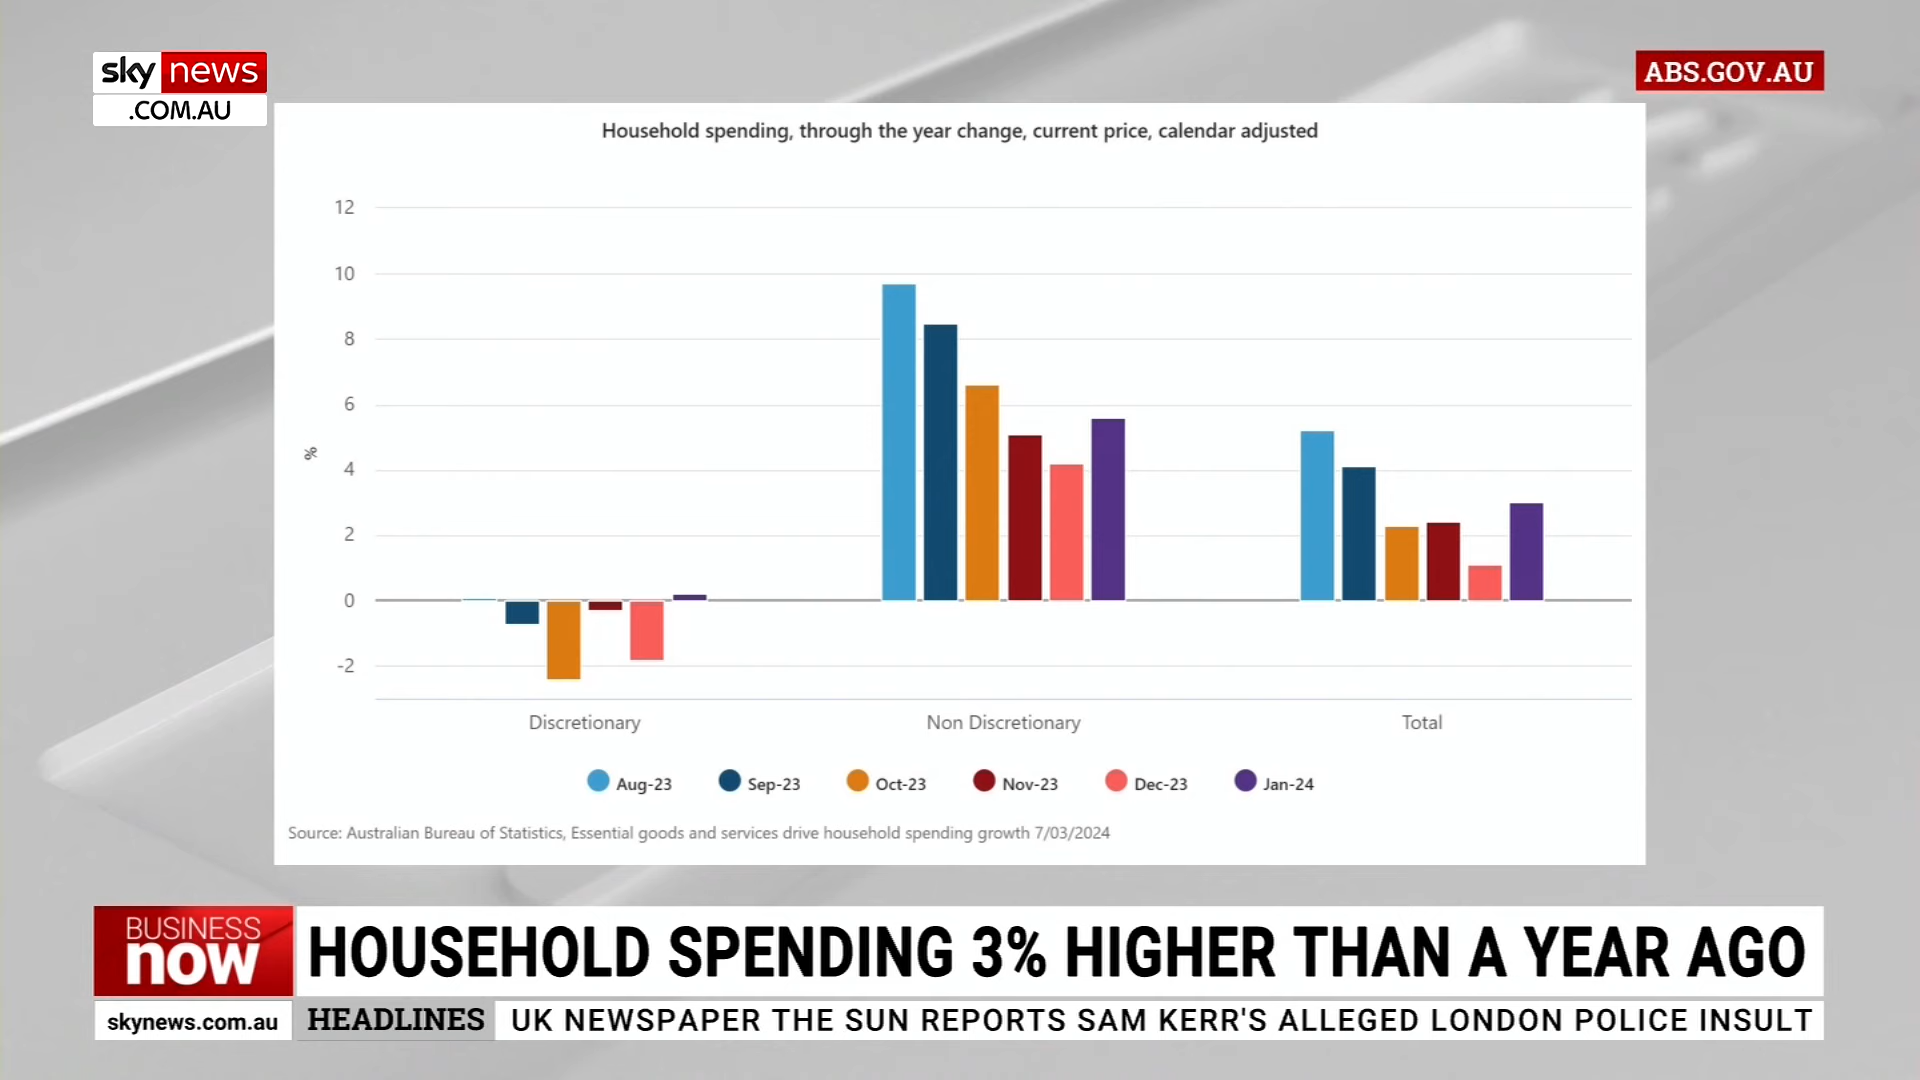 sky news
.COM.AU
ABS.GOV.AU
Household spending, through the year change, current price, calendar adjusted
12
10
8
6
4
2
0
-2
%
Discretionary
Non Discretionary
Total
Aug-23
Sep-23
Oct-23
Nov-23
Dec-23
Jan-24
Source: Australian Bureau of Statistics, Essential goods and services drive household spending growth 7/03/2024
BUSINESS
now
HOUSEHOLD SPENDING 3% HIGHER THAN A YEAR AGO
skynews.com.au
HEADLINES
UK NEWSPAPER THE SUN REPORTS SAM KERR'S ALLEGED LONDON POLICE INSULT